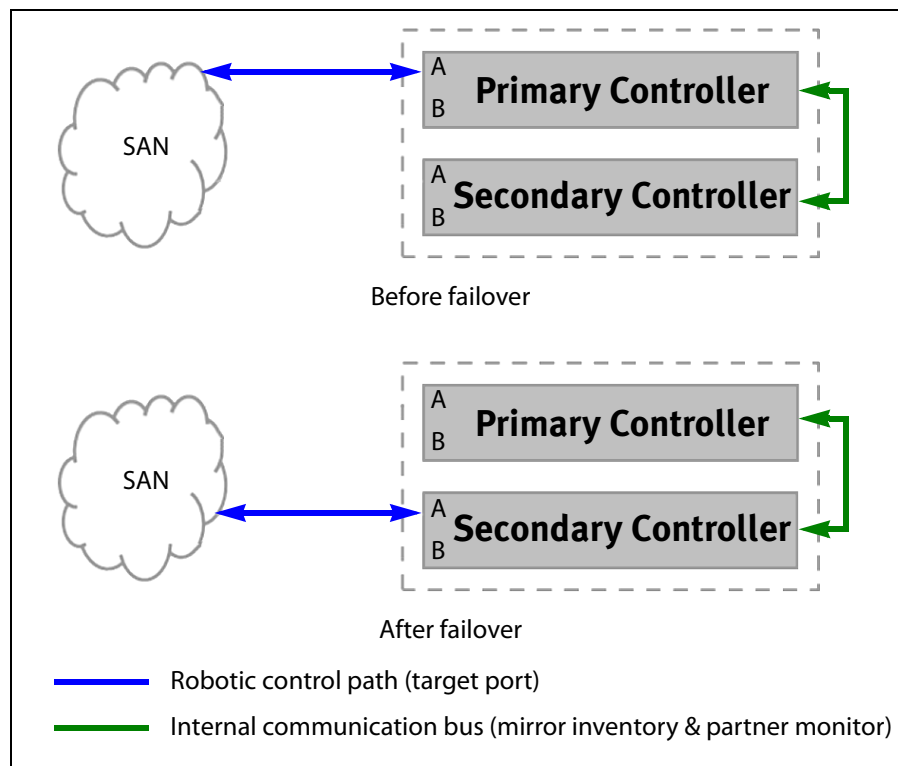 SAN
A
B
Primary Controller
A
B
Secondary Controller
Before failover
SAN
A
B
Primary Controller
A
B
Secondary Controller
After failover
Robotic control path (target port)
Internal communication bus (mirror inventory & partner monitor)